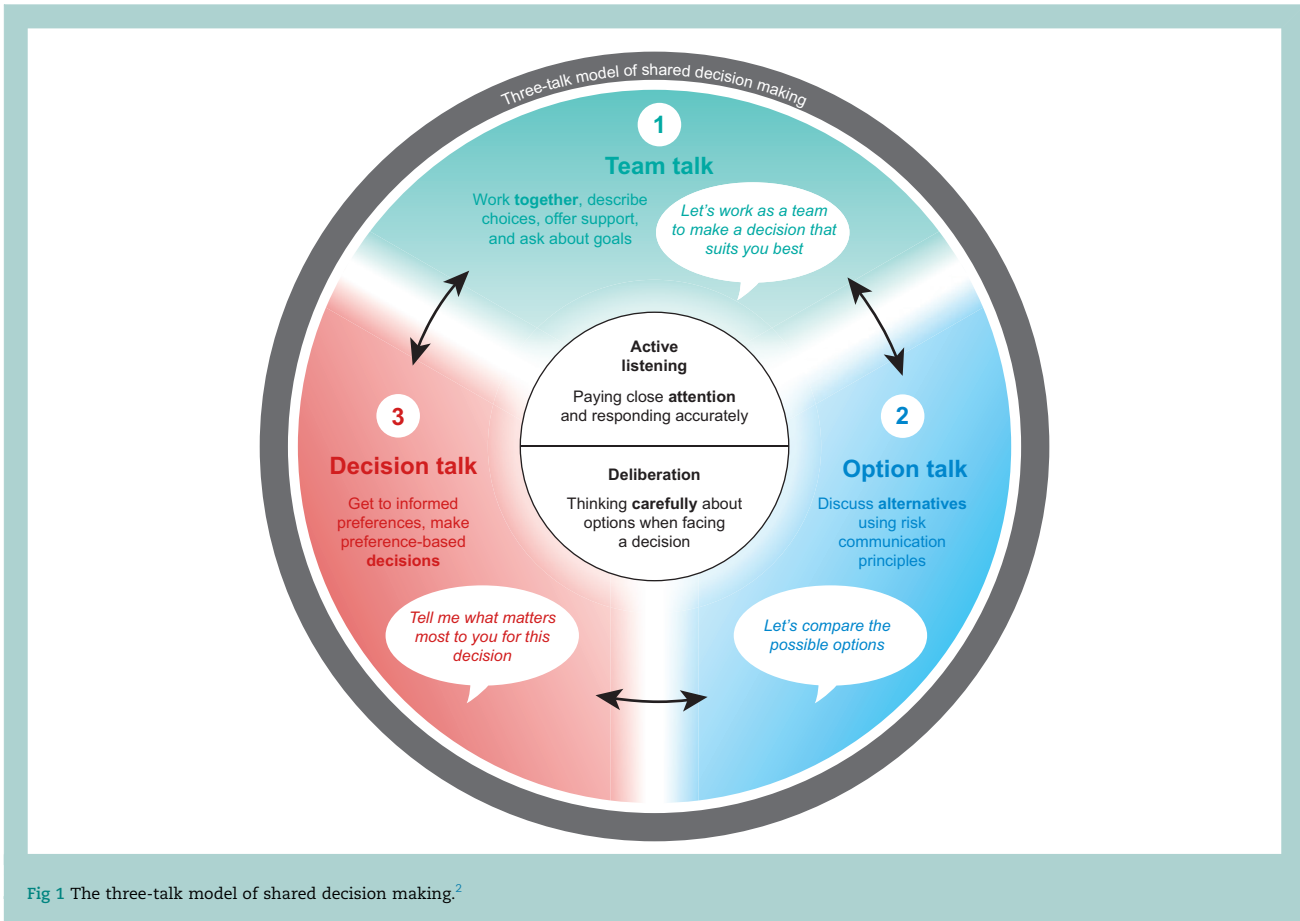 Three-talk model of shared decision making
1
Team talk
Work together, describe
choices, offer support,
and ask about goals
Let's work as a team
to make a decision that
suits you best
Active
listening
Paying close attention
and responding accurately
Deliberation
Thinking carefully about
options when facing
a decision
2
Option talk
Discuss alternatives
using risk
communication
principles
Let's compare the
possible options
3
Decision talk
Get to informed
preferences, make
preference-based
decisions
Tell me what matters
most to you for this
decision
Fig 1 The three-talk model of shared decision making.2